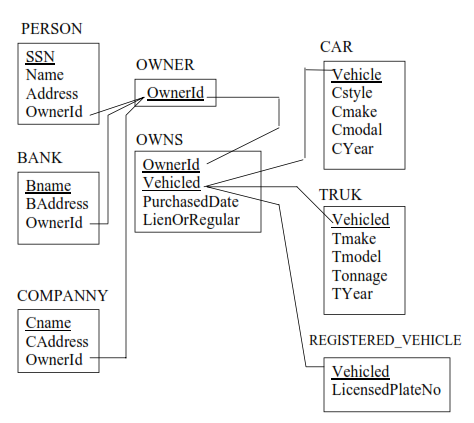 PERSON
SSN
Name
Address
OwnerId
OWNER
OwnerId
CAR
Vehicle
Cstyle
Cmake
Cmodal
CYear
OWNS
OwnerId
Vehicled
PurchasedDate
LienOrRegular
BANK
Bname
BAddress
OwnerId
TRUK
Vehicled
Tmake
Tmodel
Tonnage
TYear
COMPANNY
Cname
CAddress
OwnerId
REGISTERED_VEHICLE
Vehicled
LicensedPlateNo